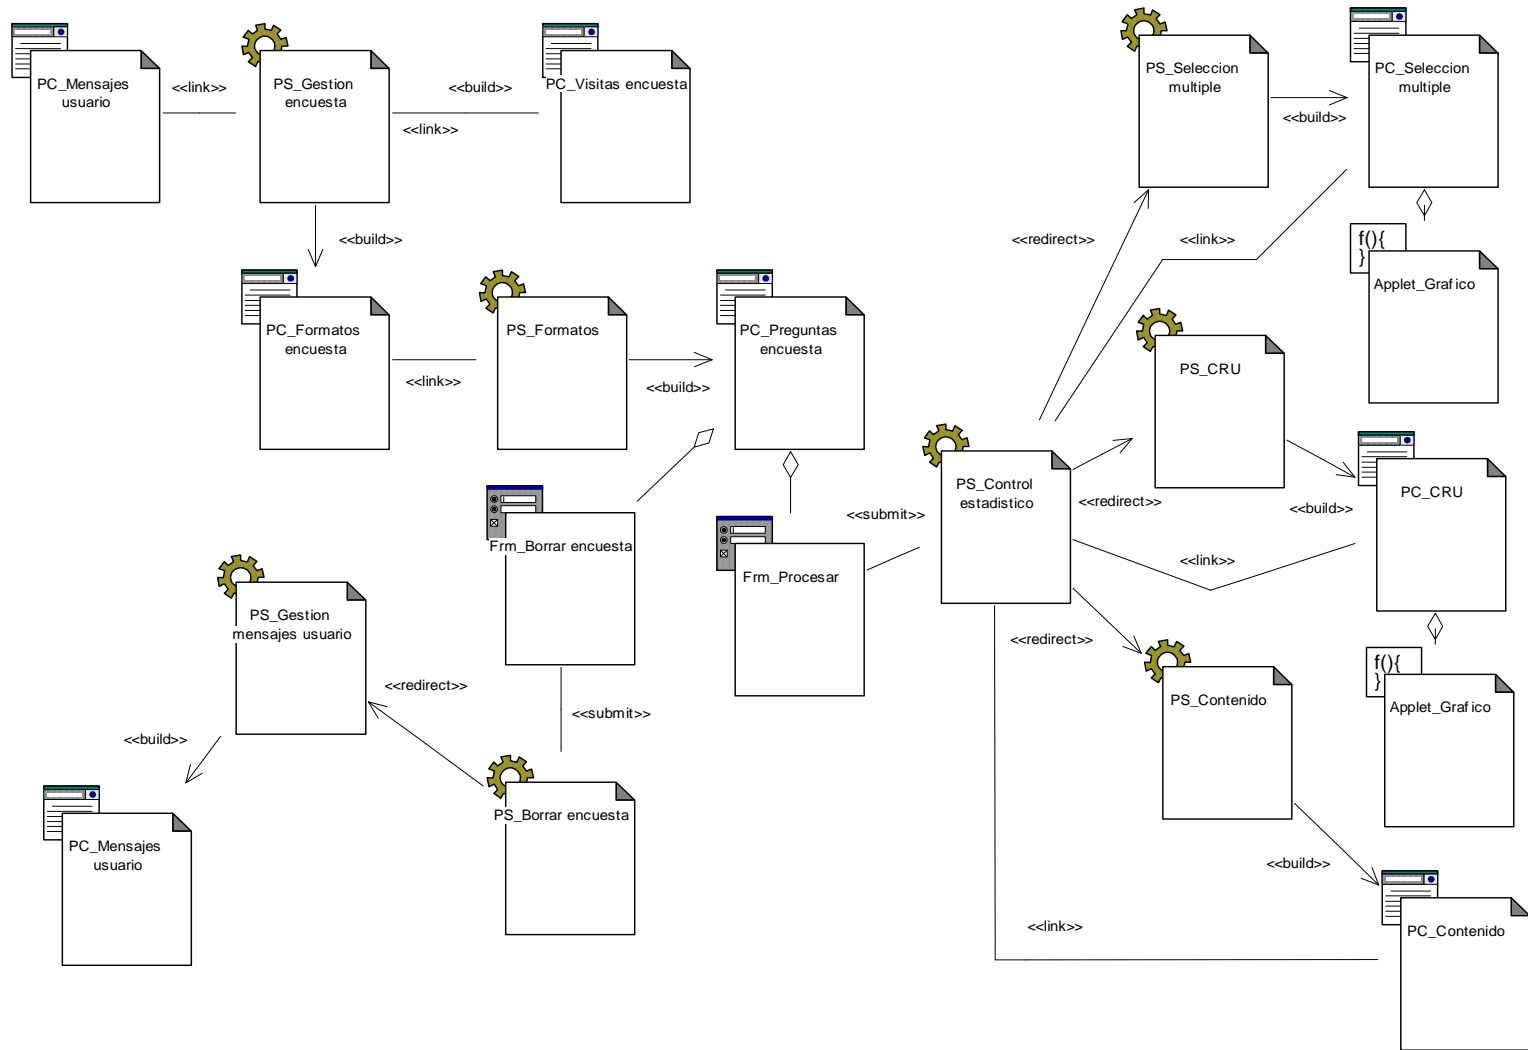 PC_Mensajes
usuario
<<link>>
PS_Gestion
encuesta
<<build>>
<<link>>
PC_Visitas encuesta
PS_Seleccion
multiple
<<build>>
PC_Seleccion
multiple
<<build>>
<<redirect>>
<<link>>
f(){
}
Applet_Grafico
PC_Formatos
encuesta
<<link>>
PS_Formatos
<<build>>
PC_Preguntas
encuesta
PS_CRU
<<build>>
PC_CRU
PS_Control
estadistico
<<redirect>>
<<link>>
<<submit>>
Frm_Borrar encuesta
Frm_Procesar
PS_Gestion
mensajes usuario
<<redirect>>
<<redirect>>
<<submit>>
<<build>>
PS_Contenido
f(){
}
Applet_Grafico
PC_Mensajes
usuario
PS_Borrar encuesta
<<build>>
<<link>>
PC_Contenido